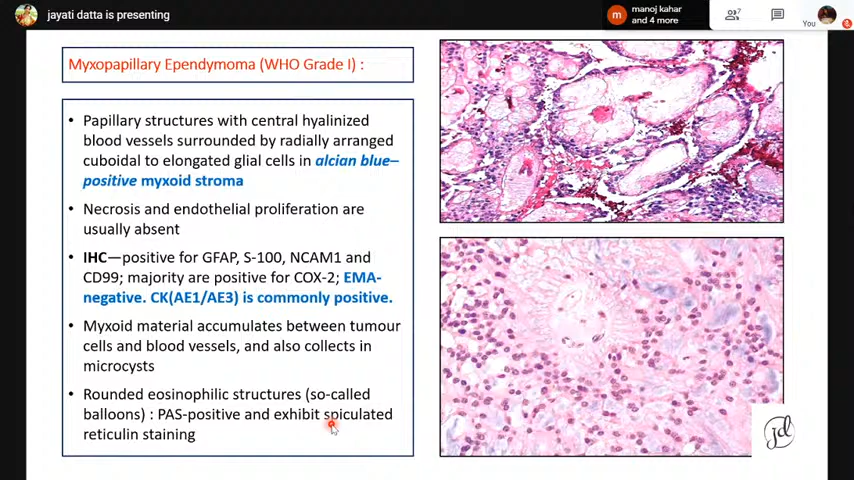 jayati datta is presenting
m
manoj kahar
and 4 more
7
You
Myxopapillary Ependymoma (WHO Grade I) :
• Papillary structures with central hyalinized
blood vessels surrounded by radially arranged
cuboidal to elongated glial cells in alcian blue–
positive myxoid stroma
• Necrosis and endothelial proliferation are
usually absent
• IHC—positive for GFAP, S-100, NCAM1 and
CD99; majority are positive for COX-2; EMA-
negative. CK(AE1/AE3) is commonly positive.
• Myxoid material accumulates between tumour
cells and blood vessels, and also collects in
microcysts
• Rounded eosinophilic structures (so-called
balloons) : PAS-positive and exhibit spiculated
reticulin staining
jd